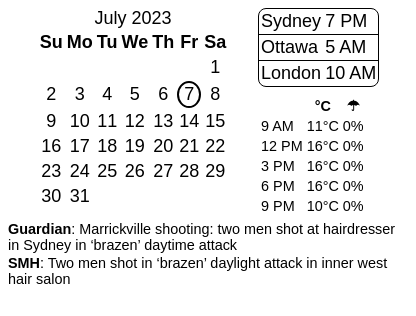 July 2023
Su Mo Tu We Th Fr Sa
1
2 3 4 5 6 7 8
9 10 11 12 13 14 15
16 17 18 19 20 21 22
23 24 25 26 27 28 29
30 31
Sydney 7 PM
Ottawa 5 AM
London 10 AM
°C ☂
9 AM 11°C 0%
12 PM 16°C 0%
3 PM 16°C 0%
6 PM 16°C 0%
9 PM 10°C 0%
Guardian: Marrickville shooting: two men shot at hairdresser
in Sydney in ‘brazen’ daytime attack
SMH: Two men shot in ‘brazen’ daylight attack in inner west
hair salon